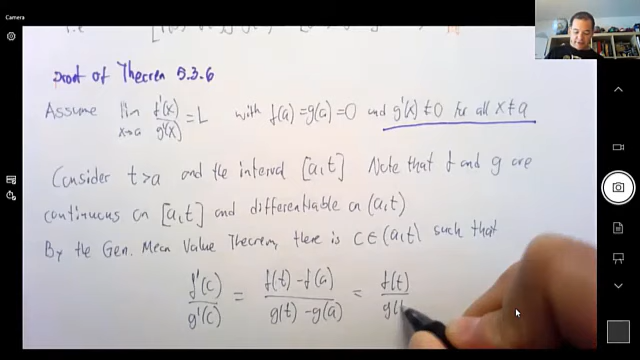 proof of Theorem 5.3.6
Assume lim x→a f'(x)/g'(x) = L with f(a)=g(a)=0 and g'(x)≠0 for all x≠a
Consider t>a and the interval [a,t] Note that f and g are
continuous on [a,t] and differentiable on (a,t)
By the Gen. Mean Value Theorem, there is c∈(a,t) such that
f'(c)/g'(c) = f(t)-f(a)/g(t)-g(a) = f(t)/g(t